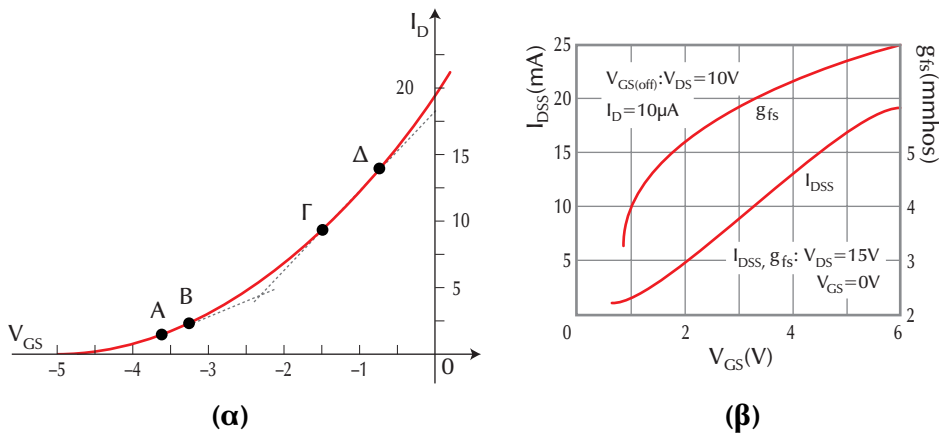 I_D
20
15
10
5
Δ
Γ
B
A
V_GS
−5
−4
−3
−2
−1
0
(α)
I_DSS(mA)
25
20
15
10
5
0
2
4
6
V_GS(V)
g_fs(mmhos)
5
4
3
2
V_GS(off):V_DS=10V
I_D=10μA
g_fs
I_DSS
I_DSS, g_fs: V_DS=15V
V_GS=0V
(β)